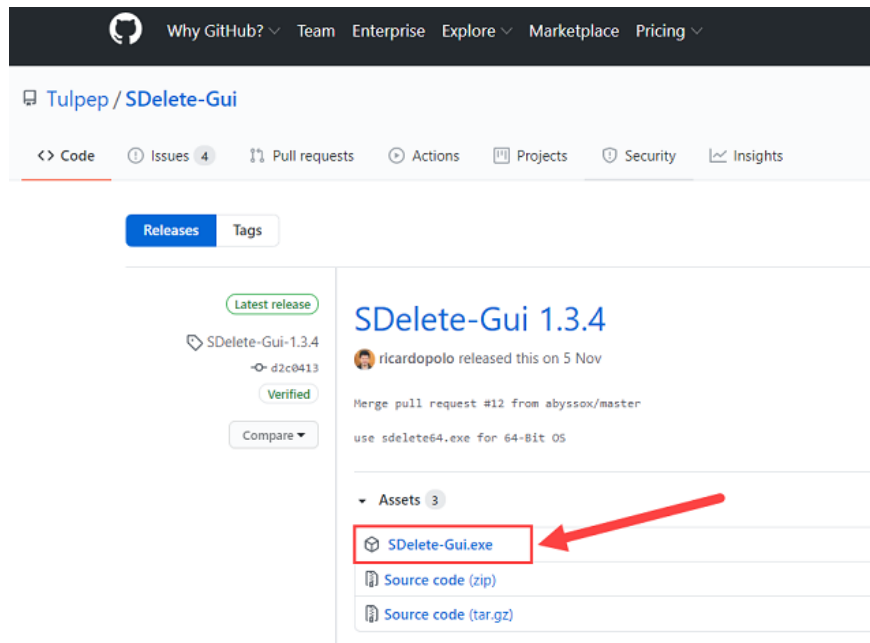 Why GitHub? Team Enterprise Explore Marketplace Pricing
Tulpep / SDelete-Gui
<> Code Issues 4 Pull requests Actions Projects Security Insights
Releases Tags
Latest release
SDelete-Gui-1.3.4
d2c0413
Verified
Compare
SDelete-Gui 1.3.4
ricardopolo released this on 5 Nov
Merge pull request #12 from abyssox/master
use sdelete64.exe for 64-Bit OS
Assets 3
SDelete-Gui.exe
Source code (zip)
Source code (tar.gz)